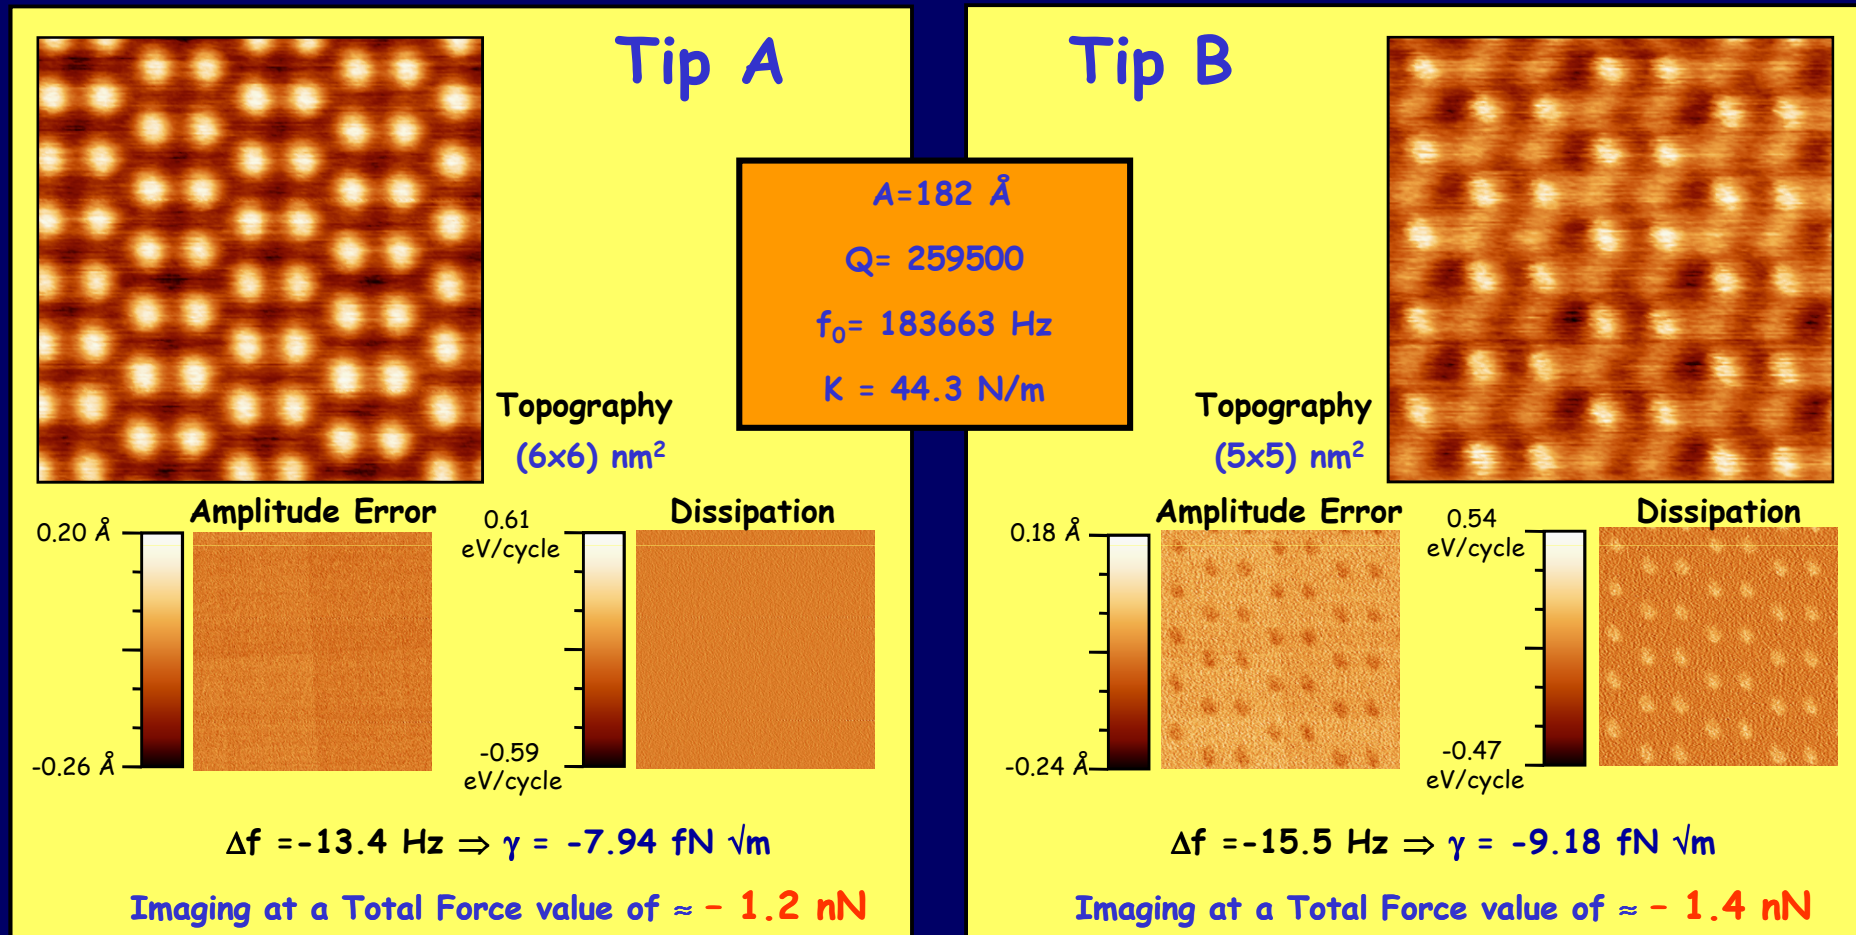 Tip A
Topography
(6x6) nm²
Amplitude Error
0.20 Å
-0.26 Å
Dissipation
0.61
eV/cycle
-0.59
eV/cycle
Δf =-13.4 Hz ⇒ γ = -7.94 fN √m
Imaging at a Total Force value of ≈ - 1.2 nN
A=182 Å
Q= 259500
f₀= 183663 Hz
K = 44.3 N/m
Tip B
Topography
(5x5) nm²
Amplitude Error
0.18 Å
-0.24 Å
Dissipation
0.54
eV/cycle
-0.47
eV/cycle
Δf =-15.5 Hz ⇒ γ = -9.18 fN √m
Imaging at a Total Force value of ≈ - 1.4 nN